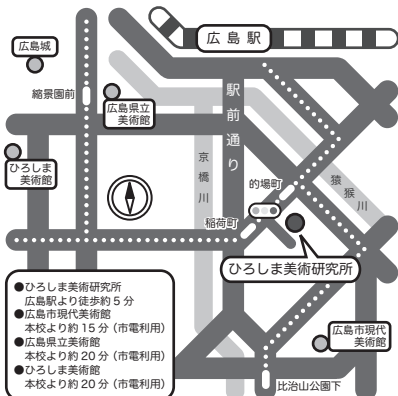 広島駅
広島城
縮景園前
広島県立
美術館
駅前通り
ひろしま
美術館
京橋川
的場町
猿猴川
稲荷町
ひろしま美術研究所
●ひろしま美術研究所
広島駅より徒歩約5分
●広島市現代美術館
本校より約15分(市電利用)
●広島県立美術館
本校より約20分(市電利用)
●ひろしま美術館
本校より約20分(市電利用)
広島市現代
美術館
比治山公園下